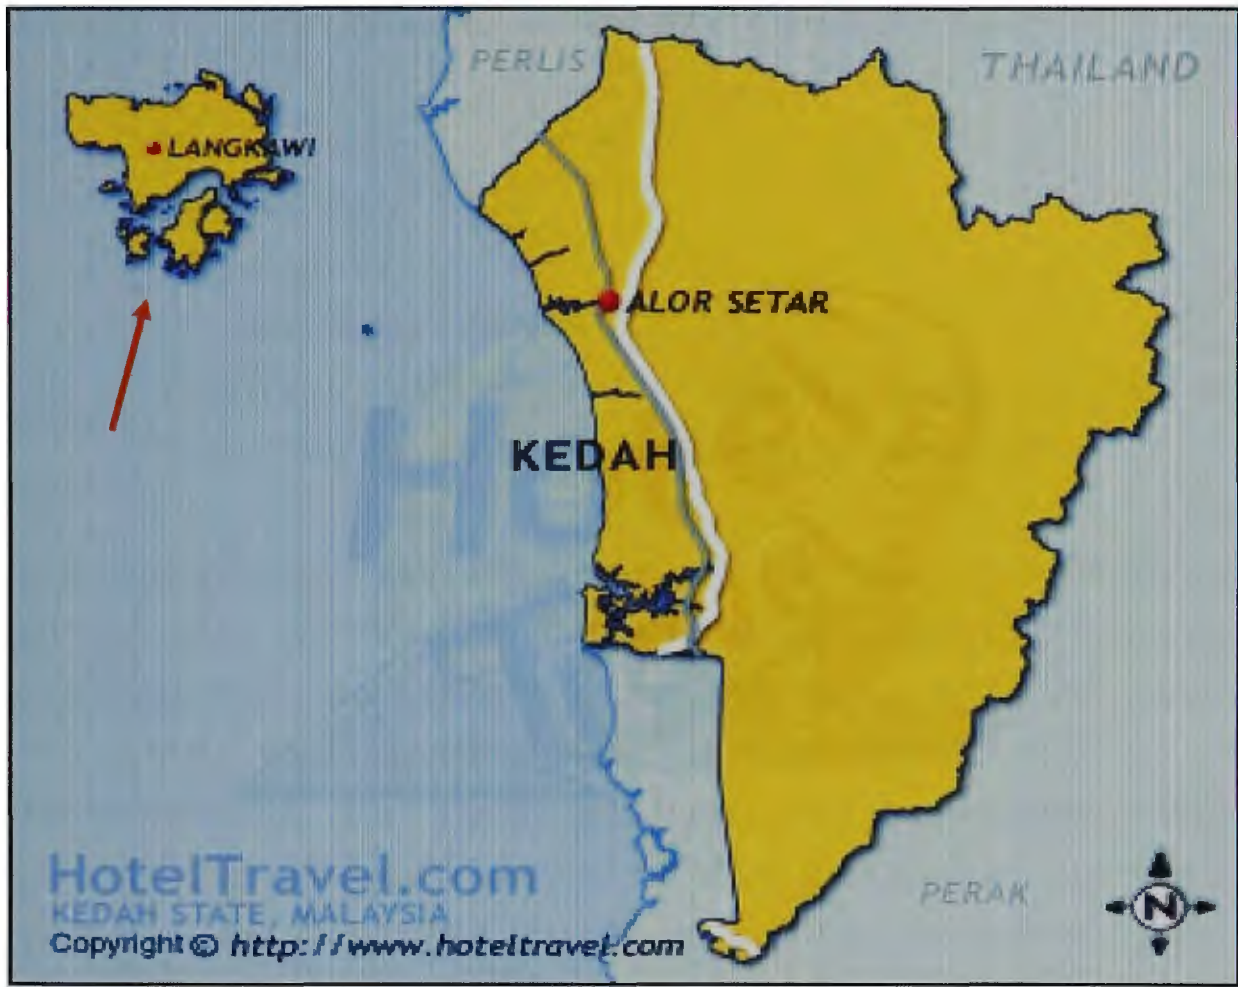 PERLIS
THAILAND
LANGKAWI
ALOR SETAR
KEDAH
HotelTravel.com
KEDAH STATE, MALAYSIA
PERAK
N
Copyright © http://www.hoteltravel.com